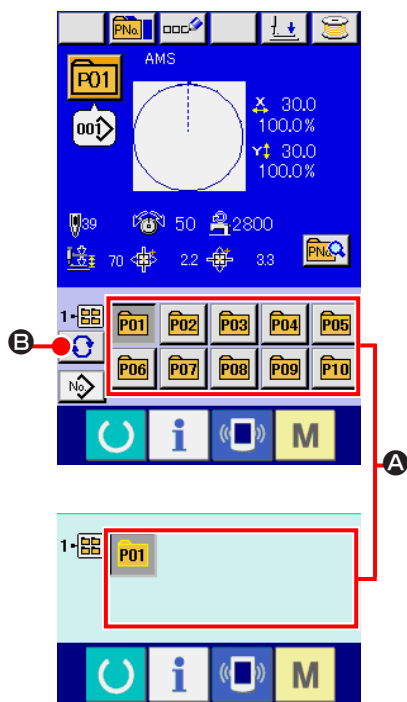 PNo.
AMS
P01
001
X 30.0
100.0%
Y 30.0
100.0%
39 50 2800
70 2.2 3.3 PNo.
1
P01 P02 P03 P04 P05
B
P06 P07 P08 P09 P10
No.
i M
A
1
P01
i M